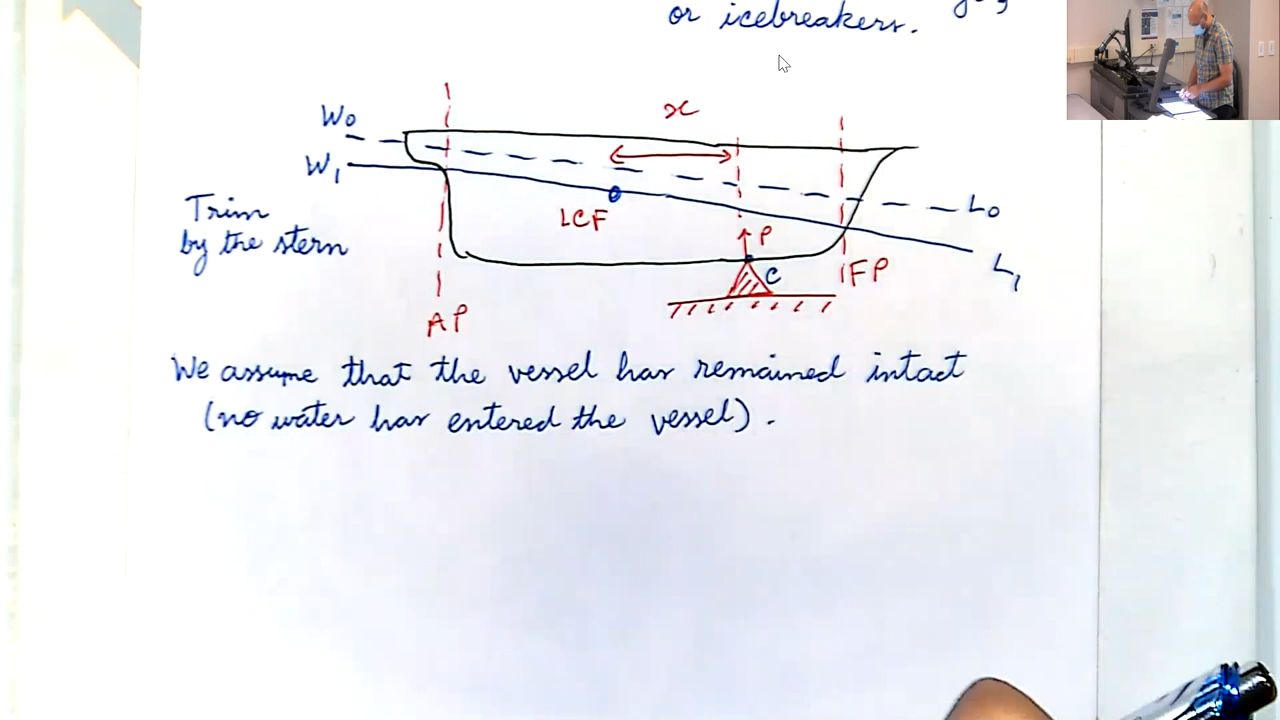 or icebreakers.
x
W0
W1
Trim
by the stern
LCF
P
C
L0
L1
FP
AP
We assume that the vessel has remained intact
(no water has entered the vessel).